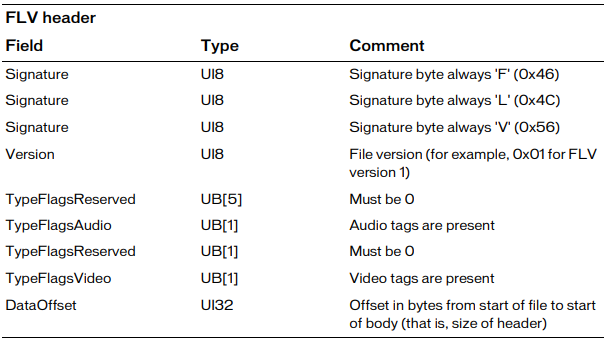 FLV header
Field Type Comment
Signature UI8 Signature byte always 'F' (0x46)
Signature UI8 Signature byte always 'L' (0x4C)
Signature UI8 Signature byte always 'V' (0x56)
Version UI8 File version (for example, 0x01 for FLV
version 1)
TypeFlagsReserved UB[5] Must be 0
TypeFlagsAudio UB[1] Audio tags are present
TypeFlagsReserved UB[1] Must be 0
TypeFlagsVideo UB[1] Video tags are present
DataOffset UI32 Offset in bytes from start of file to start
of body (that is, size of header)